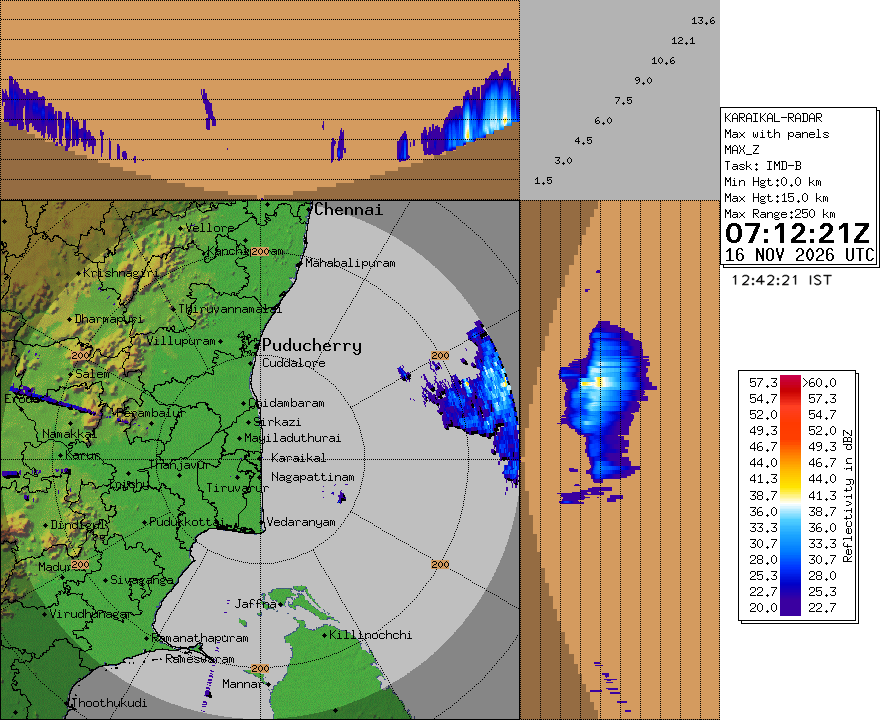 13.6
12.1
10.6
9.0
7.5
6.0
4.5
3.0
1.5
KARAIKAL-RADAR
Max with panels
MAX_Z
Task: IMD-B
Min Hgt:0.0 km
Max Hgt:15.0 km
Max Range:250 km
07:12:21Z
16 NOV 2026 UTC
12:42:21 IST
Chennai
Vellore
200
Mahabalipuram
Krishnagiri
Thiruvannamalai
Dharmapuri
Villupuram
Puducherry
200
200
Cuddalore
Salem
Erode
Chidambaram
Perambalur
Sirkazi
Namakkal
Mayiladuthurai
Karur
Karaikal
Thanjavur
Nagapattinam
Tiruvarur
Dindigul
Pudukkottai
Vedaranyam
Madurai
200
200
Sivaganga
Jaffna
Virudhunagar
Killinochchi
Ramanathapuram
Rameswaram
200
Mannar
Thoothukudi
57.3 >60.0
54.7 57.3
52.0 54.7
49.3 52.0
46.7 49.3
44.0 46.7
41.3 44.0
38.7 41.3
36.0 38.7
33.3 36.0
30.7 33.3
28.0 30.7
25.3 28.0
22.7 25.3
20.0 22.7
Reflectivity in dBZ